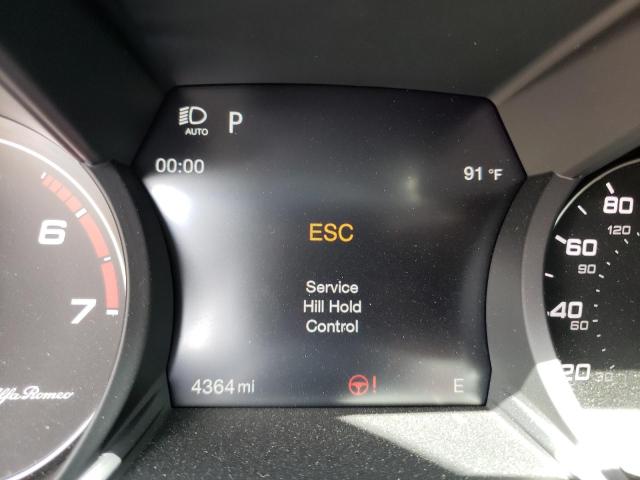 AUTO P
00:00 91 °F
ESC
Service
Hill Hold
Control
4364 mi ! E
6
7
Alfa Romeo
80
120
60
90
40
60
20
30